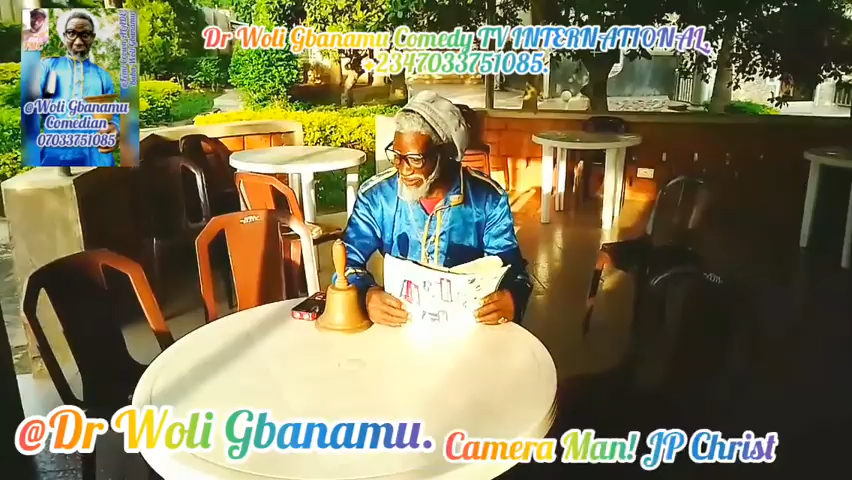 Dr Woli Gbanamu Comedy TV INTERNATIONAL,
+2347033751085.
@Woli Gbanamu
Comedian
07033751085
@Dr Woli Gbanamu.
Camera Man! JP Christ